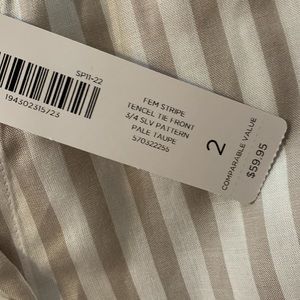 SP11-22
194302315723
FEM STRIPE
TENCEL TIE FRONT
3/4 SLV PATTERN
PALE TAUPE
570322255
2
COMPARABLE VALUE
$59.95